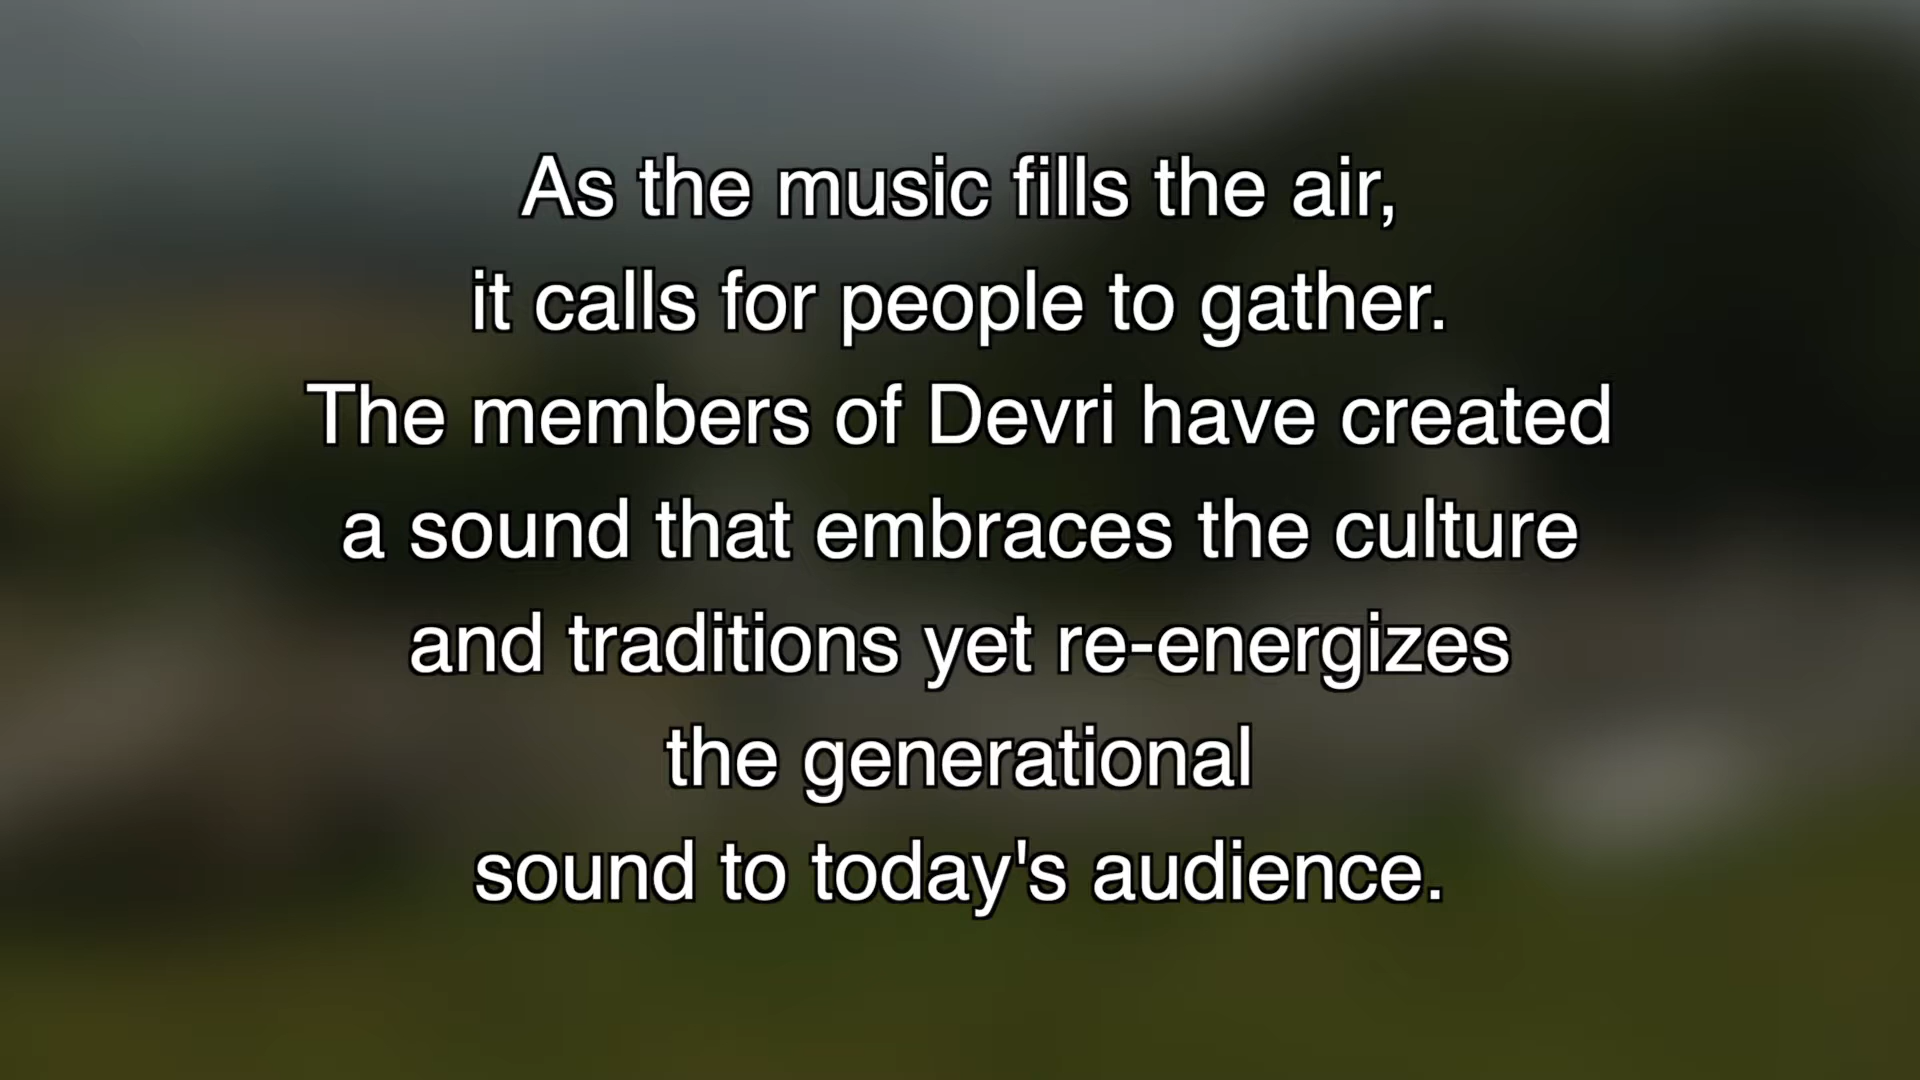 As the music fills the air,
it calls for people to gather.
The members of Devri have created
a sound that embraces the culture
and traditions yet re-energizes
the generational
sound to today's audience.